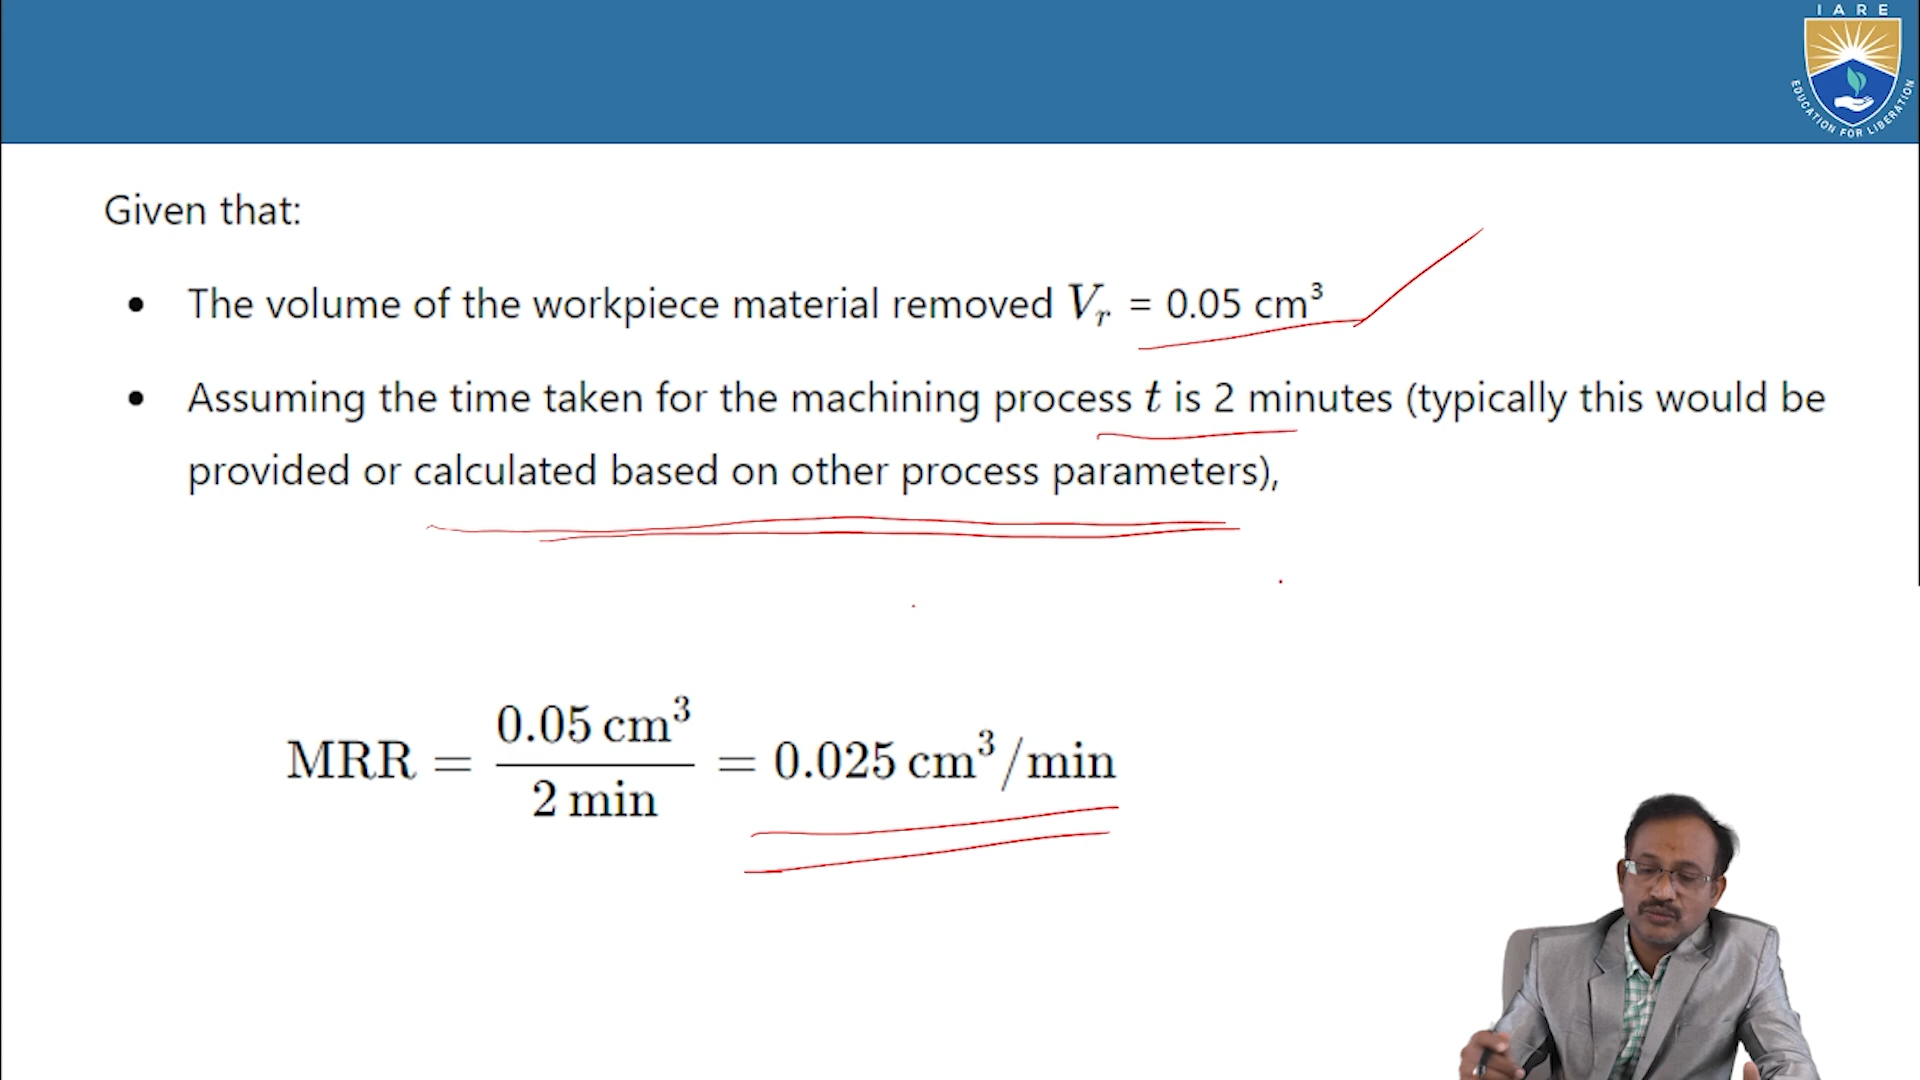 IARE
EDUCATION FOR LIBERATION
Given that:
• The volume of the workpiece material removed Vᵣ = 0.05 cm³
• Assuming the time taken for the machining process t is 2 minutes (typically this would be
provided or calculated based on other process parameters),
MRR = 0.05 cm³ / 2 min = 0.025 cm³/min